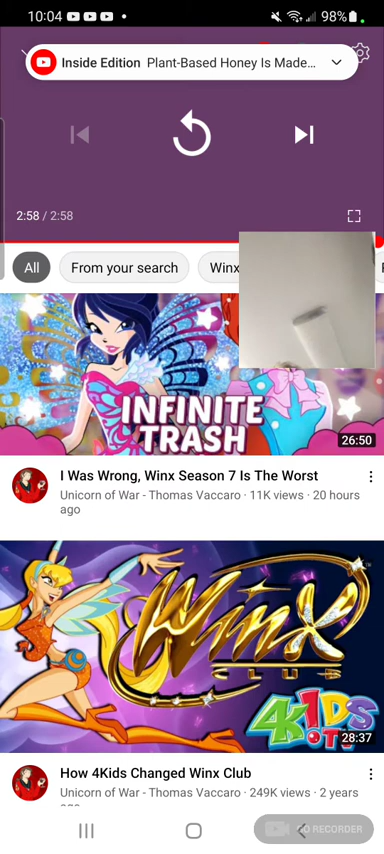 10:04 98%
Inside Edition Plant-Based Honey Is Made...
2:58 / 2:58
All From your search Winx
INFINITE
TRASH
26:50
I Was Wrong, Winx Season 7 Is The Worst
Unicorn of War - Thomas Vaccaro · 11K views · 20 hours
ago
Winx
CLUB
4KiDS
TV
28:37
How 4Kids Changed Winx Club
Unicorn of War - Thomas Vaccaro · 249K views · 2 years
ago
GO RECORDER